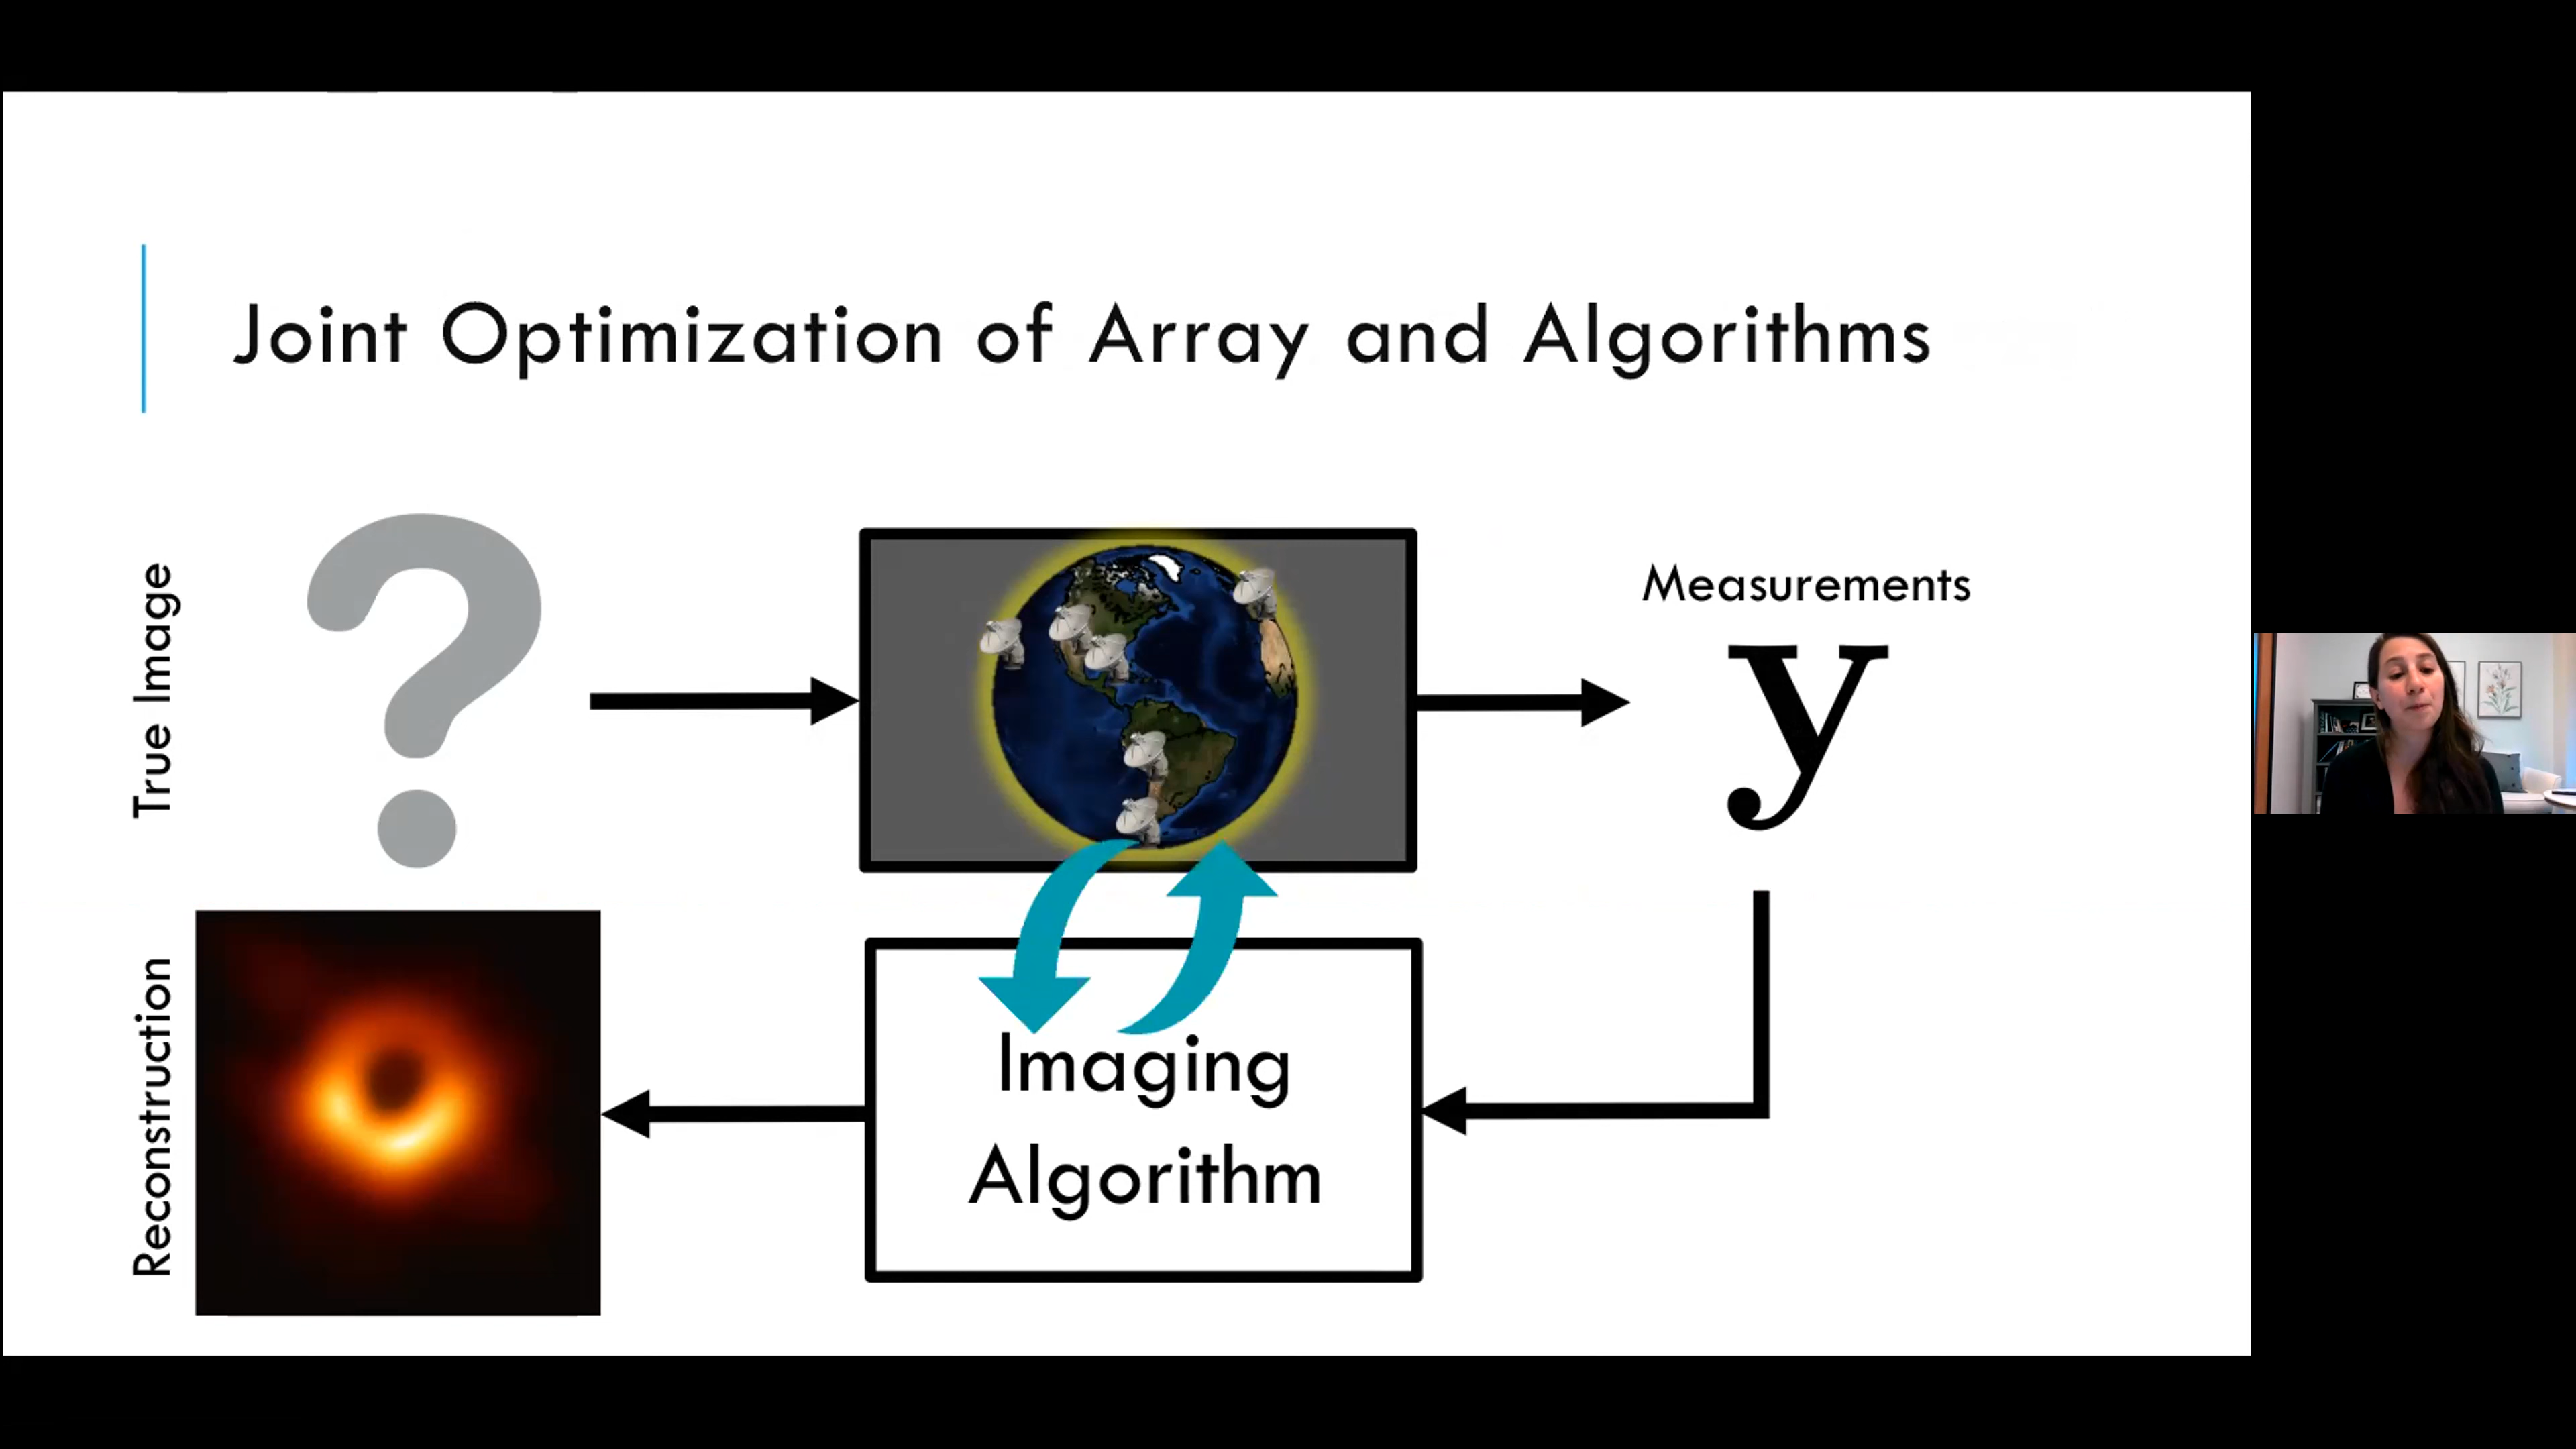 Joint Optimization of Array and Algorithms
True Image
Measurements
y
Reconstruction
Imaging
Algorithm